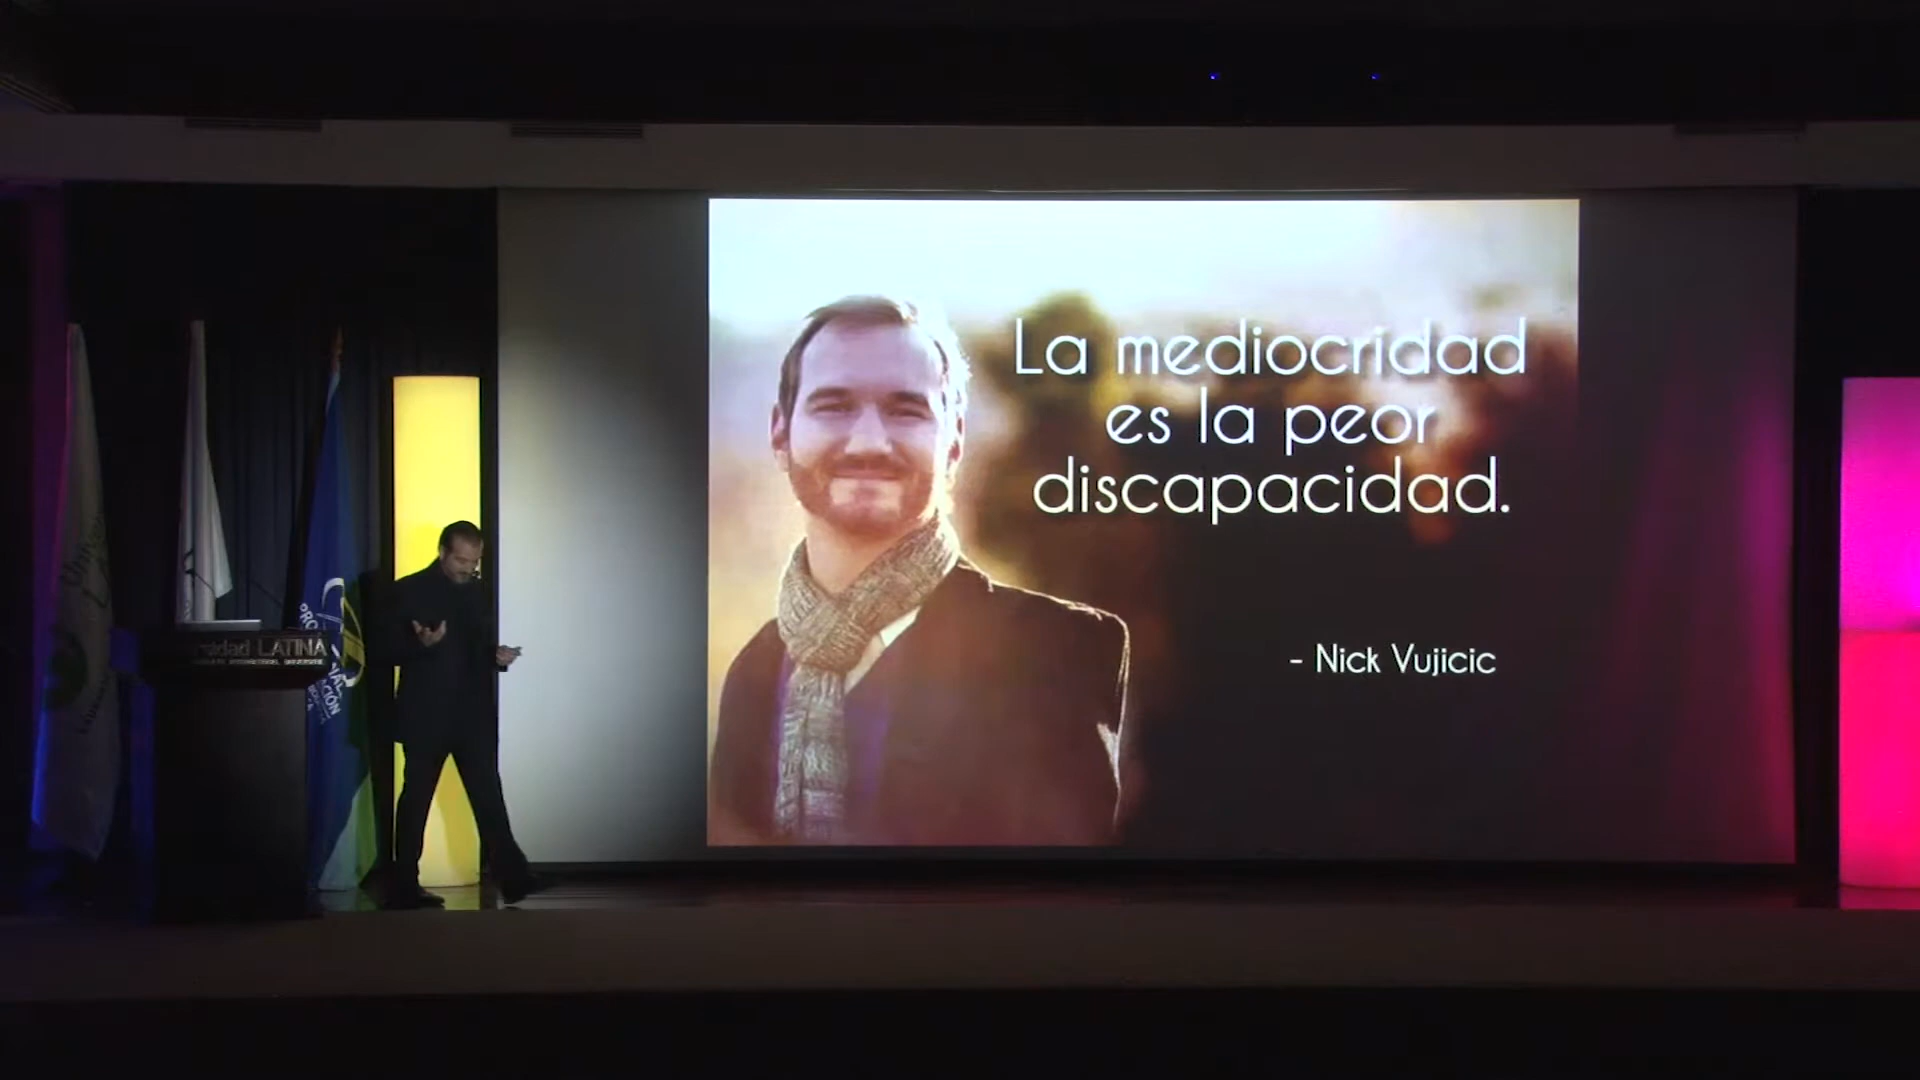 La mediocridad
es la peor
discapacidad.
- Nick Vujicic
LATINA